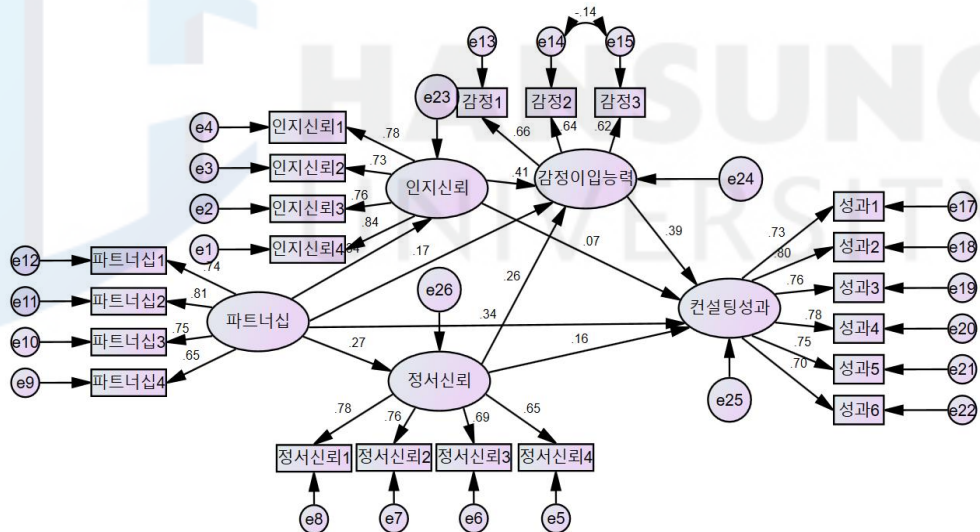 HANSUNG
UNIVERSITY
-.14
e13
e14
e15
감정1
감정2
감정3
e23
.66
.64
.62
e4
인지신뢰1
.78
e3
인지신뢰2
.73
e2
인지신뢰3
.76
e1
인지신뢰4
.84
인지신뢰
.41
감정이입능력
e24
.17
.07
.39
.26
e12
파트너십1
.74
e11
파트너십2
.81
e10
파트너십3
.75
e9
파트너십4
.65
파트너십
.34
.27
e26
정서신뢰
.16
컨설팅성과
e25
.73
성과1
e17
.80
성과2
e18
.76
성과3
e19
.78
성과4
e20
.75
성과5
e21
.70
성과6
e22
.78
.76
.69
.65
정서신뢰1
정서신뢰2
정서신뢰3
정서신뢰4
e8
e7
e6
e5